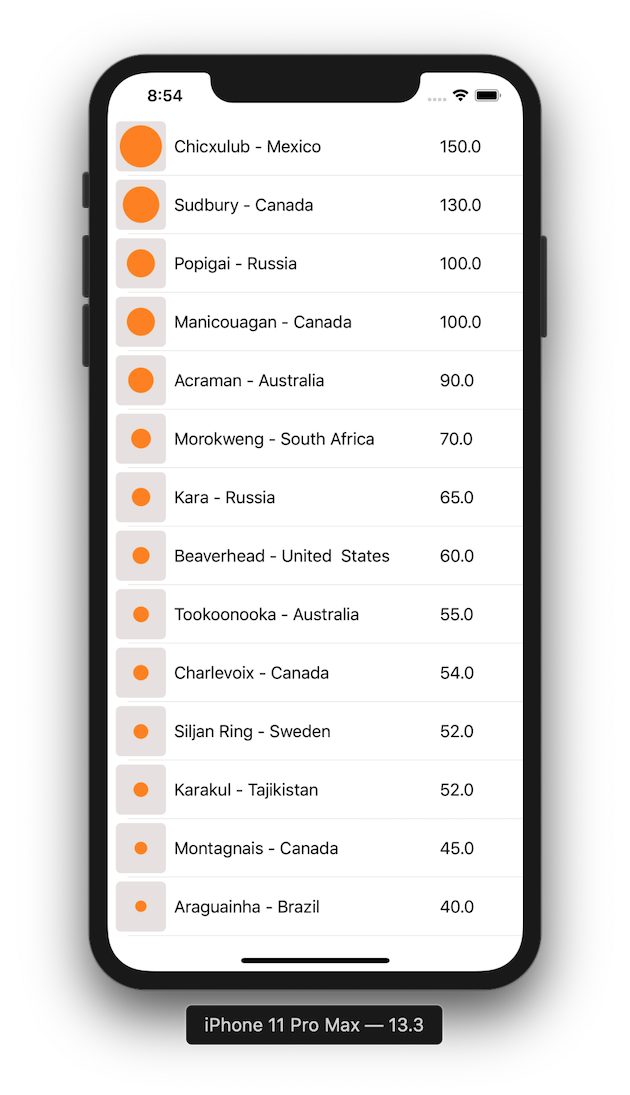 8:54
Chicxulub - Mexico 150.0
Sudbury - Canada 130.0
Popigai - Russia 100.0
Manicouagan - Canada 100.0
Acraman - Australia 90.0
Morokweng - South Africa 70.0
Kara - Russia 65.0
Beaverhead - United  States 60.0
Tookoonooka - Australia 55.0
Charlevoix - Canada 54.0
Siljan Ring - Sweden 52.0
Karakul - Tajikistan 52.0
Montagnais - Canada 45.0
Araguainha - Brazil 40.0
iPhone 11 Pro Max — 13.3